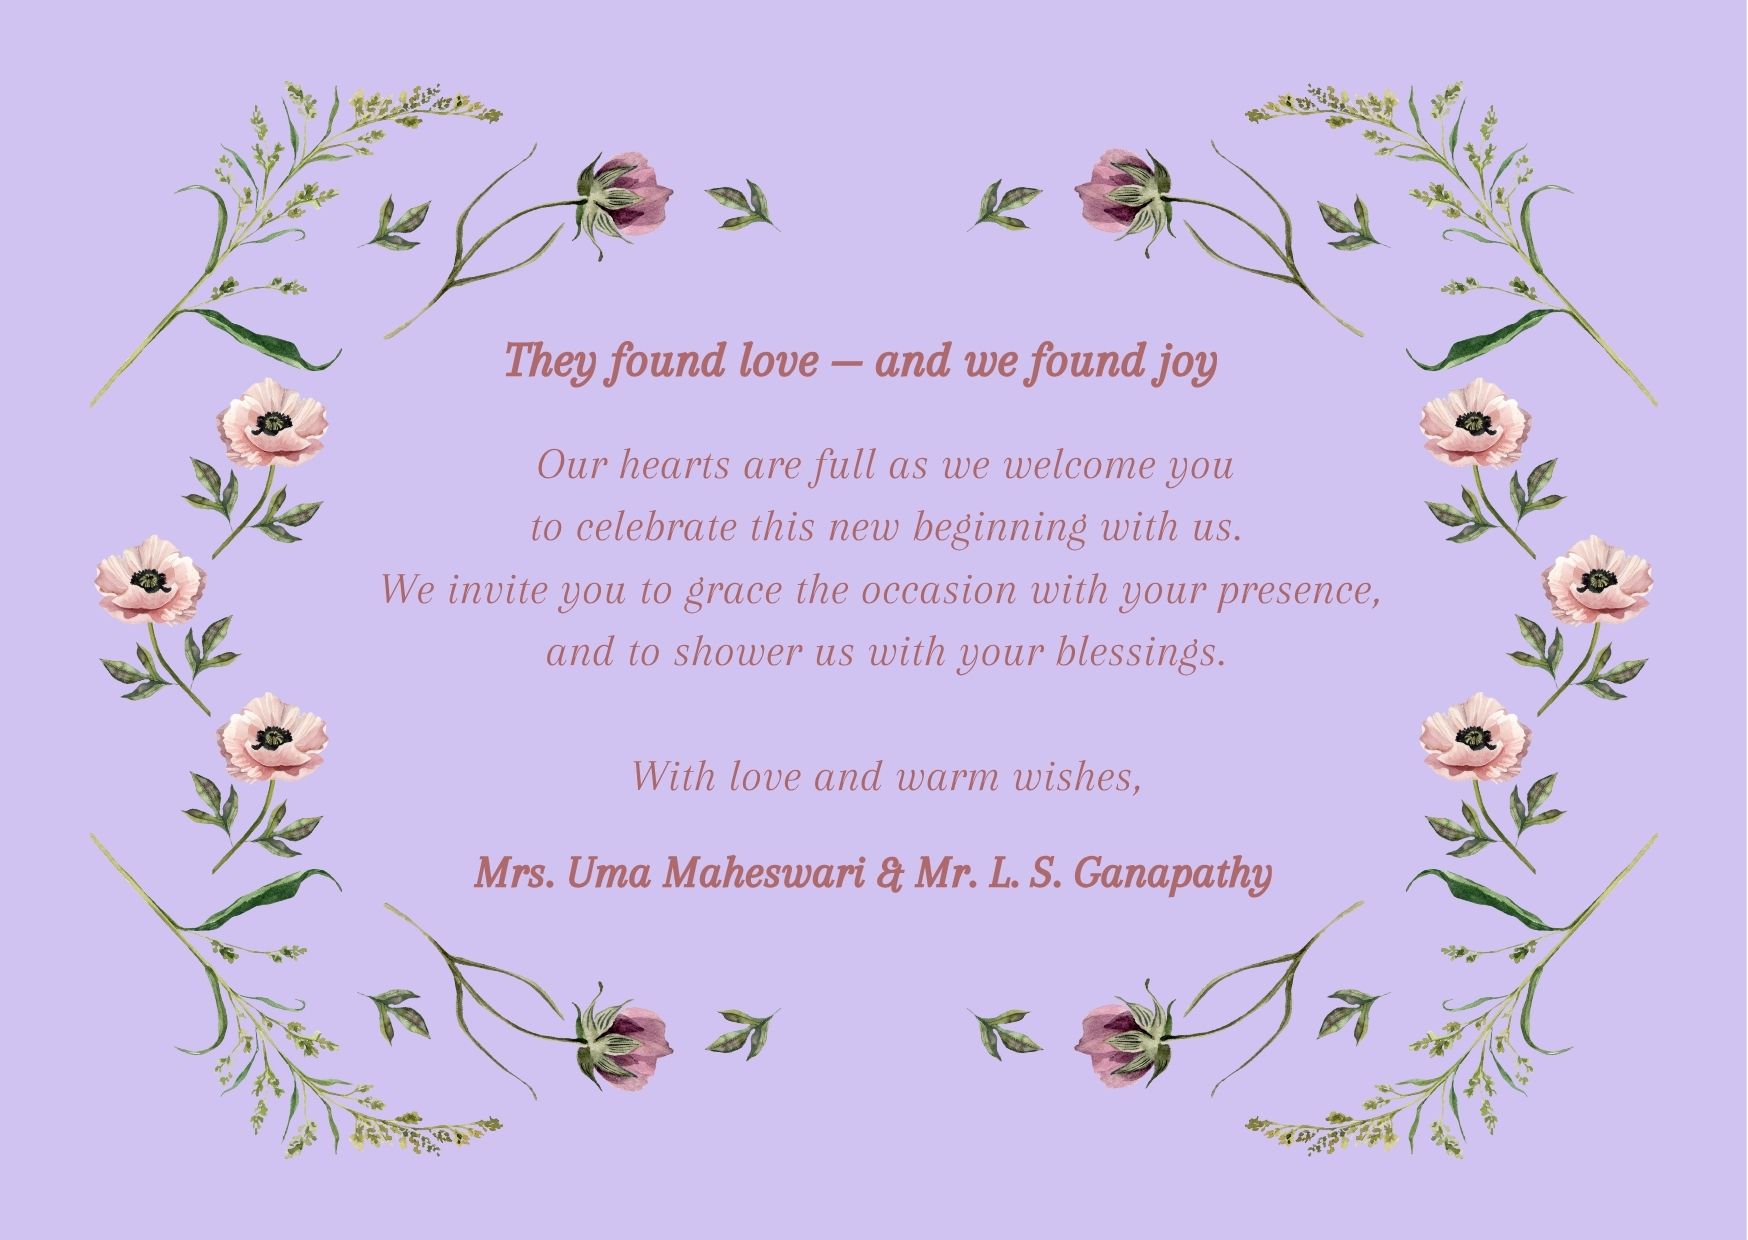 They found love — and we found joy
Our hearts are full as we welcome you
to celebrate this new beginning with us.
We invite you to grace the occasion with your presence,
and to shower us with your blessings.
With love and warm wishes,
Mrs. Uma Maheswari & Mr. L. S. Ganapathy